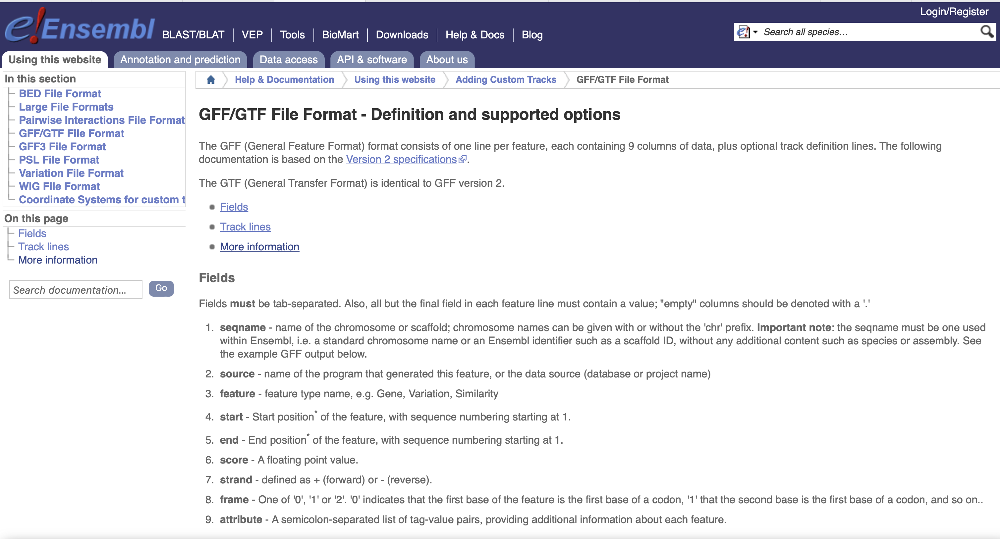 Login/Register
e!Ensembl
BLAST/BLAT | VEP | Tools | BioMart | Downloads | Help & Docs | Blog
Search all species...
Using this website
Annotation and prediction
Data access
API & software
About us
In this section
BED File Format
Large File Formats
Pairwise Interactions File Format
GFF/GTF File Format
GFF3 File Format
PSL File Format
Variation File Format
WIG File Format
Coordinate Systems for custom t
On this page
Fields
Track lines
More information
Search documentation...
Go
Help & Documentation
Using this website
Adding Custom Tracks
GFF/GTF File Format
GFF/GTF File Format - Definition and supported options
The GFF (General Feature Format) format consists of one line per feature, each containing 9 columns of data, plus optional track definition lines. The following
documentation is based on the Version 2 specifications.
The GTF (General Transfer Format) is identical to GFF version 2.
Fields
Track lines
More information
Fields
Fields must be tab-separated. Also, all but the final field in each feature line must contain a value; "empty" columns should be denoted with a '.'
1. seqname - name of the chromosome or scaffold; chromosome names can be given with or without the 'chr' prefix. Important note: the seqname must be one used
within Ensembl, i.e. a standard chromosome name or an Ensembl identifier such as a scaffold ID, without any additional content such as species or assembly. See
the example GFF output below.
2. source - name of the program that generated this feature, or the data source (database or project name)
3. feature - feature type name, e.g. Gene, Variation, Similarity
4. start - Start position* of the feature, with sequence numbering starting at 1.
5. end - End position* of the feature, with sequence numbering starting at 1.
6. score - A floating point value.
7. strand - defined as + (forward) or - (reverse).
8. frame - One of '0', '1' or '2'. '0' indicates that the first base of the feature is the first base of a codon, '1' that the second base is the first base of a codon, and so on..
9. attribute - A semicolon-separated list of tag-value pairs, providing additional information about each feature.